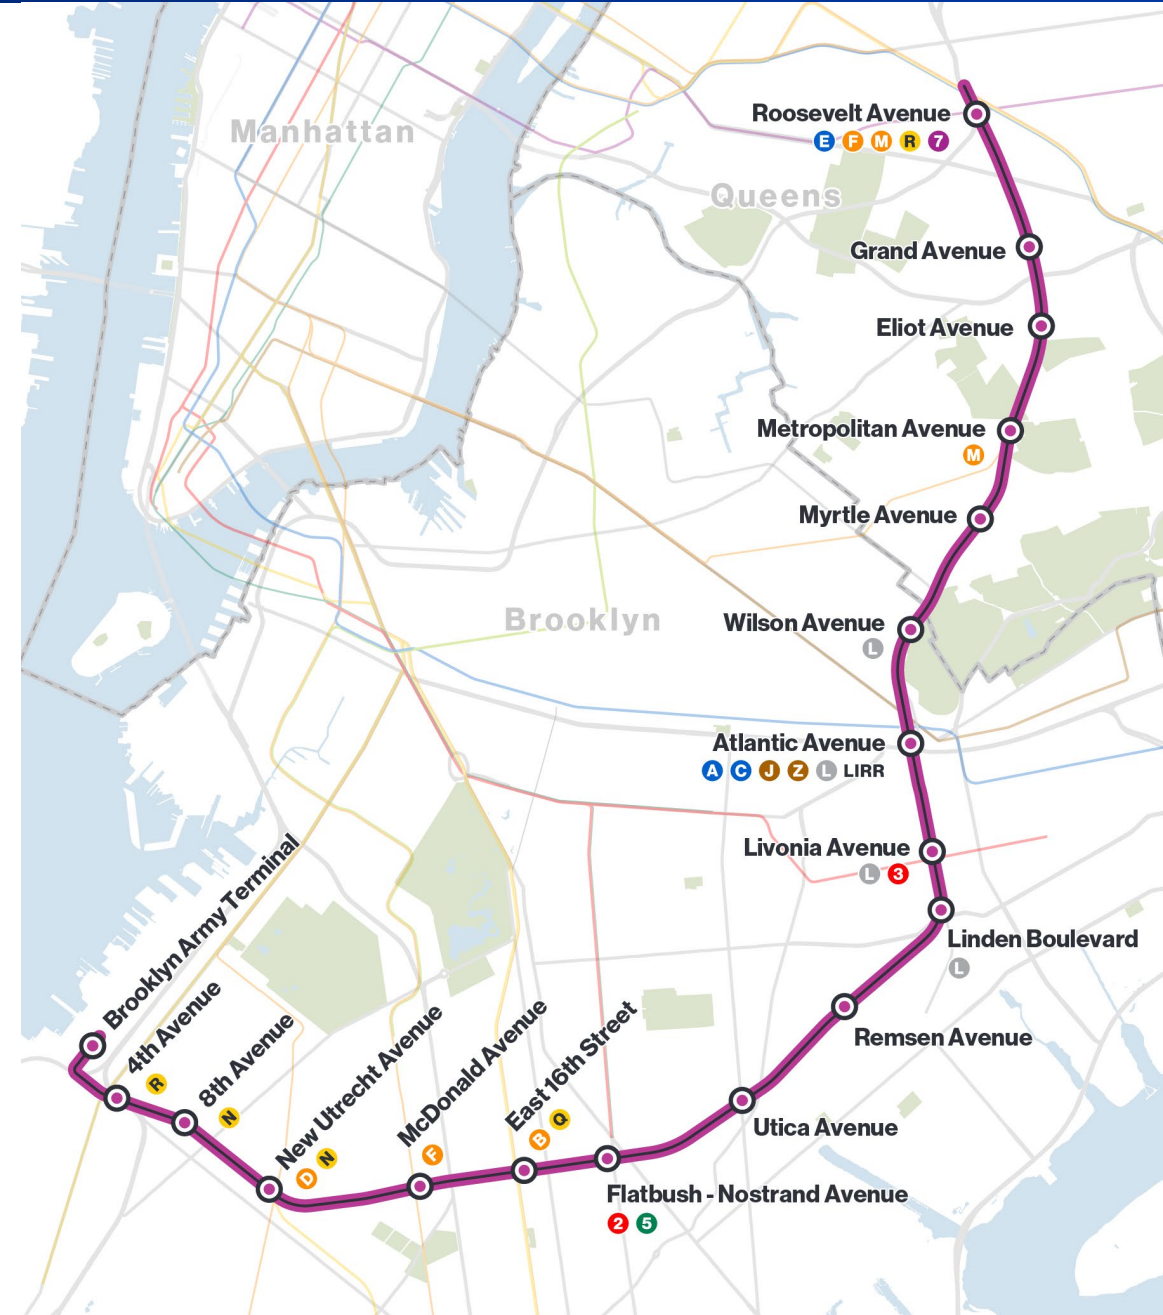 Manhattan
Roosevelt Avenue
E F M R 7
Queens
Grand Avenue
Eliot Avenue
Metropolitan Avenue
M
Myrtle Avenue
Brooklyn
Wilson Avenue
L
Atlantic Avenue
A C J Z L LIRR
Livonia Avenue
L 3
Linden Boulevard
L
Remsen Avenue
Utica Avenue
Flatbush - Nostrand Avenue
2 5
East 16th Street
B Q
McDonald Avenue
F
New Utrecht Avenue
D N
8th Avenue
N
4th Avenue
R
Brooklyn Army Terminal